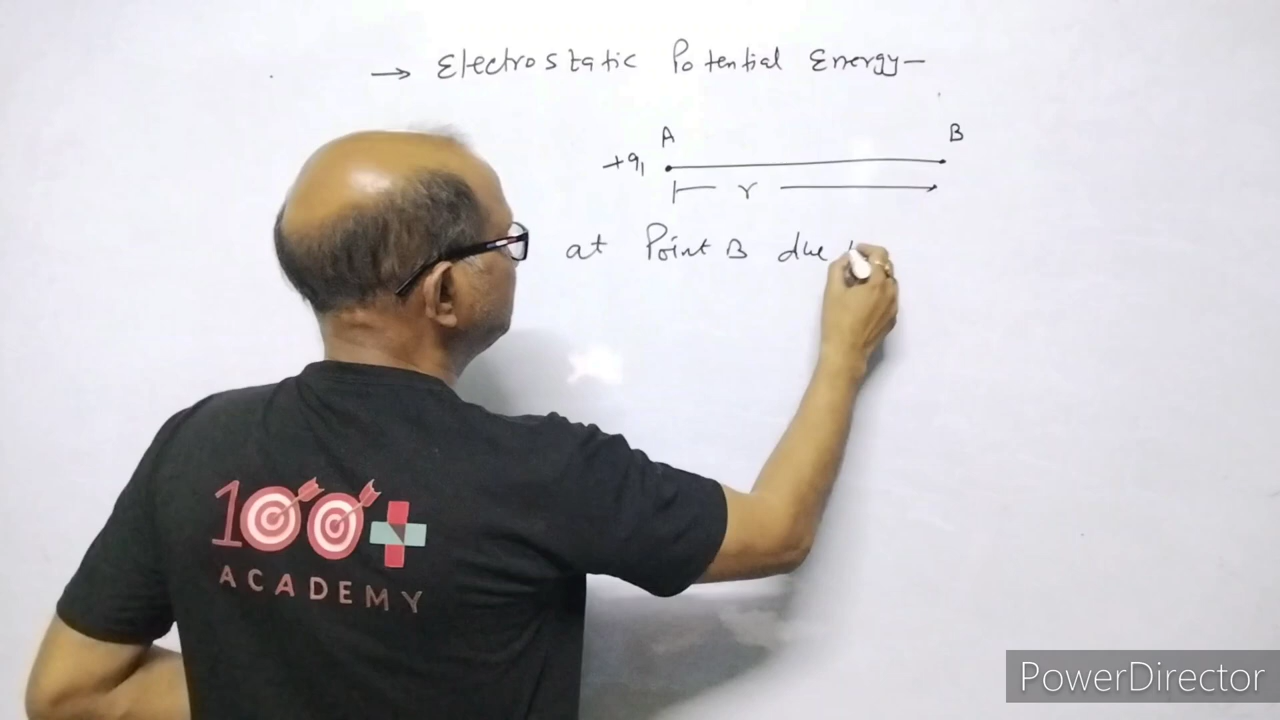 → Electrostatic Potential Energy—
A B
+q₁
r
at Point B due
100+
ACADEMY
PowerDirector